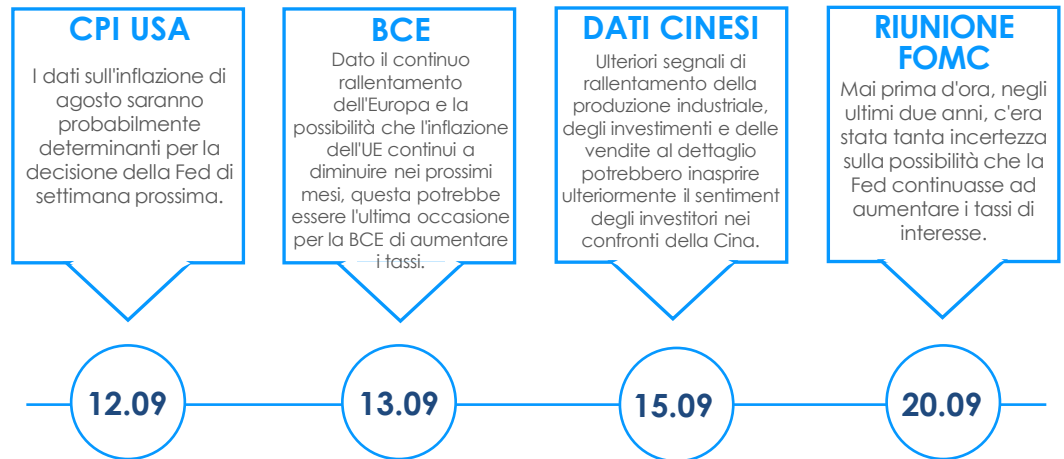 CPI USA
I dati sull'inflazione di
agosto saranno
probabilmente
determinanti per la
decisione della Fed di
settimana prossima.
BCE
Dato il continuo
rallentamento
dell'Europa e la
possibilità che l'inflazione
dell'UE continui a
diminuire nei prossimi
mesi, questa potrebbe
essere l'ultima occasione
per la BCE di aumentare
i tassi.
DATI CINESI
Ulteriori segnali di
rallentamento della
produzione industriale,
degli investimenti e delle
vendite al dettaglio
potrebbero inasprire
ulteriormente il sentiment
degli investitori nei
confronti della Cina.
RIUNIONE
FOMC
Mai prima d'ora, negli
ultimi due anni, c'era
stata tanta incertezza
sulla possibilità che la
Fed continuasse ad
aumentare i tassi di
interesse.
12.09
13.09
15.09
20.09